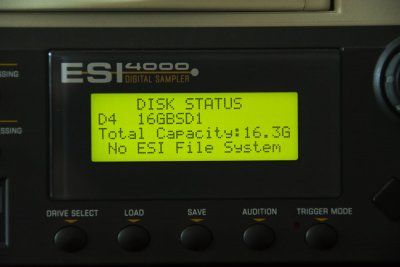 ESI 4000
DIGITAL SAMPLER
DISK STATUS
D4 16GBSD1
Total Capacity:16.3G
No ESI File System
DRIVE SELECT
LOAD
SAVE
AUDITION
TRIGGER MODE